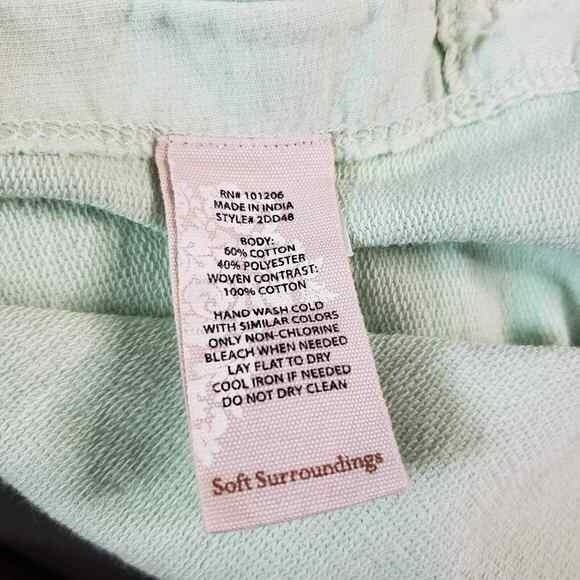 RN# 101206
MADE IN INDIA
STYLE# 2DD48
BODY:
60% COTTON
40% POLYESTER
WOVEN CONTRAST:
100% COTTON
HAND WASH COLD
WITH SIMILAR COLORS
ONLY NON-CHLORINE
BLEACH WHEN NEEDED
LAY FLAT TO DRY
COOL IRON IF NEEDED
DO NOT DRY CLEAN
Soft Surroundings